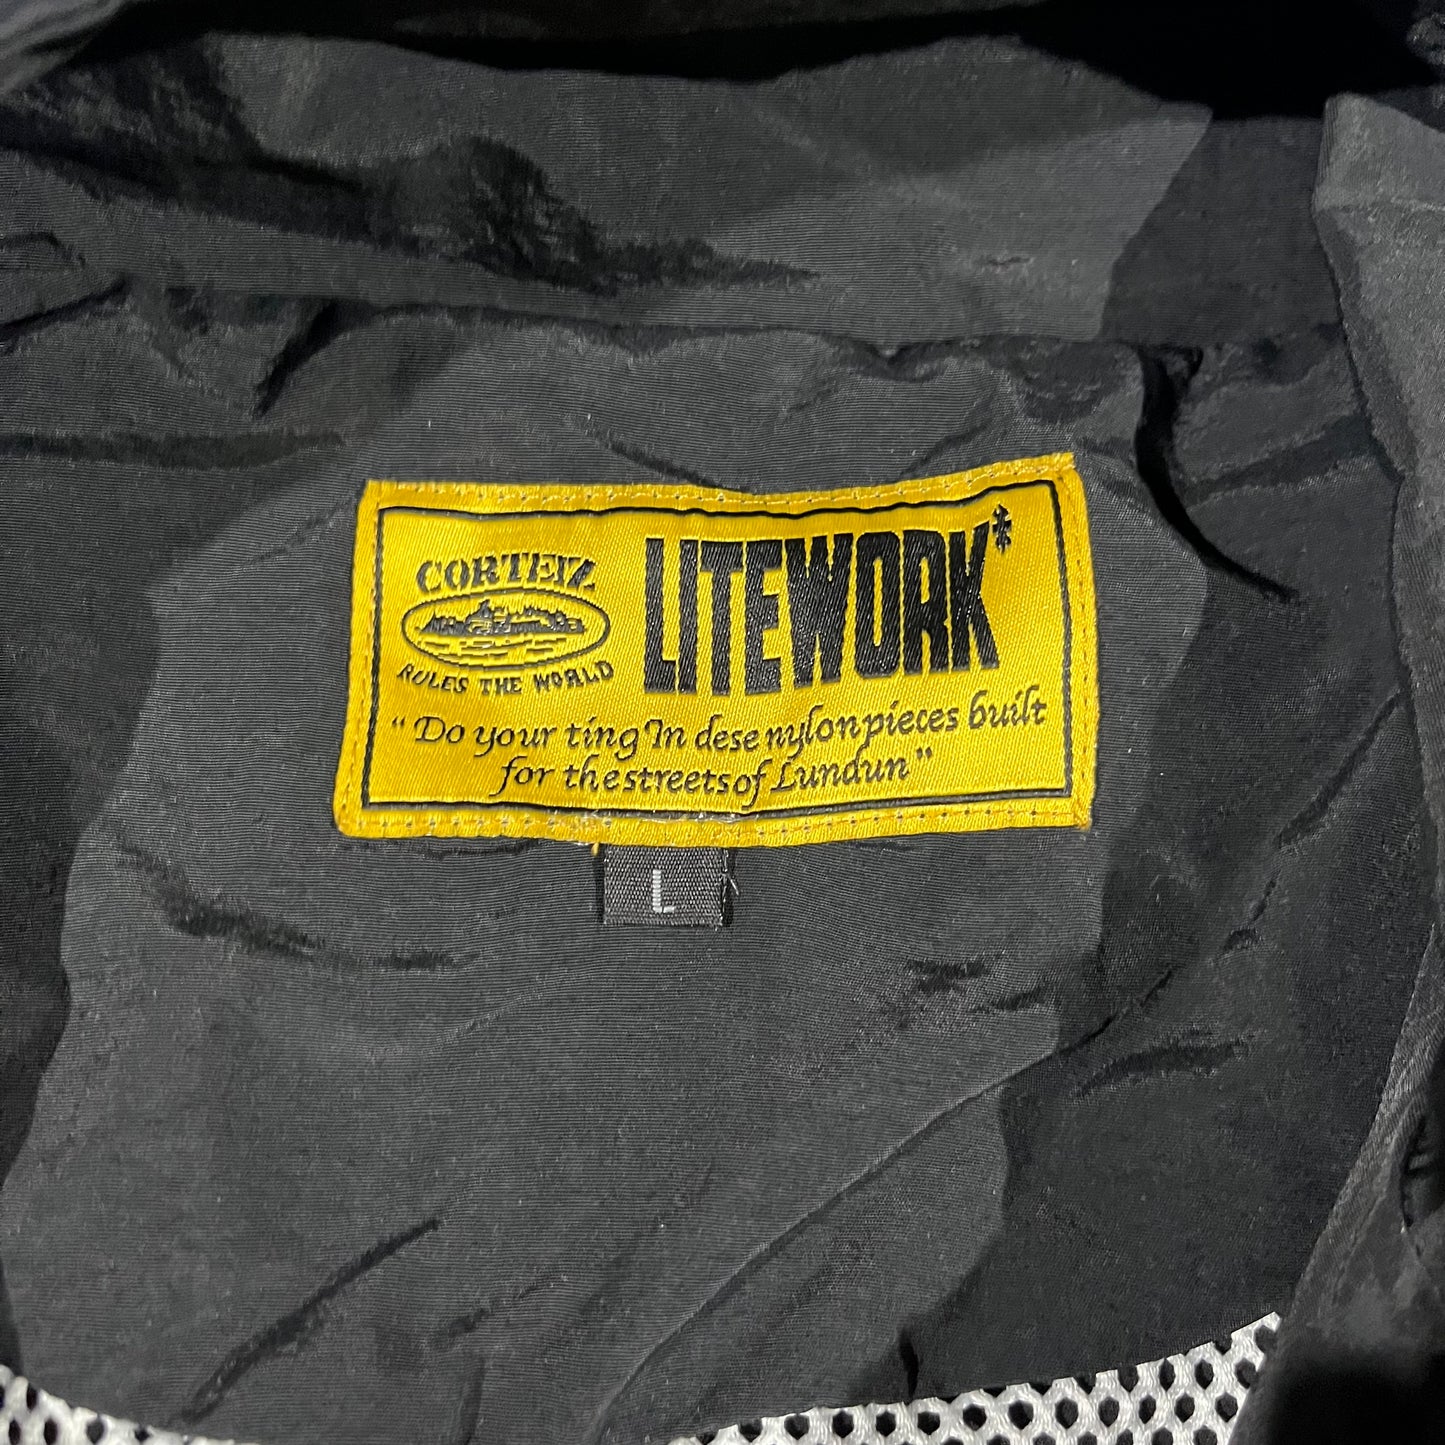 CORTEIZ
RULES THE WORLD
LITEWORK*
"Do your ting In dese nylon pieces built
for the streets of Lundun"
L